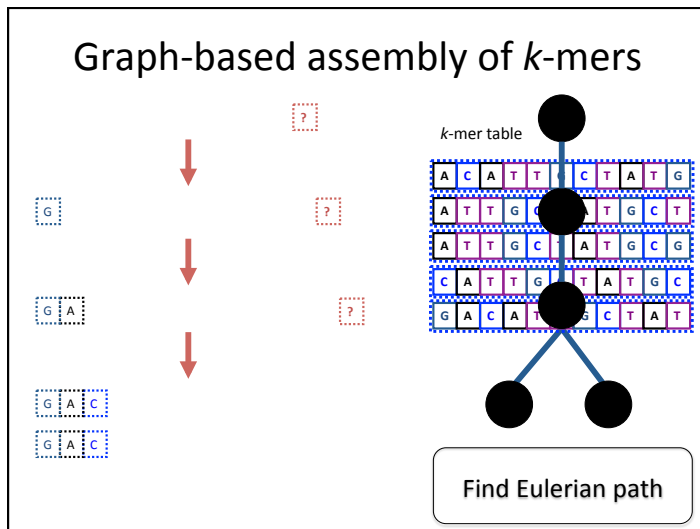 Graph-based assembly of k-mers
?
k-mer table
A C A T T G C T A T G
G
?
A T T G C A T G C T
A T T G C T A T G C G
C A T T G T A T G C
G A
?
G A C A T G C T A T
G A C
G A C
Find Eulerian path